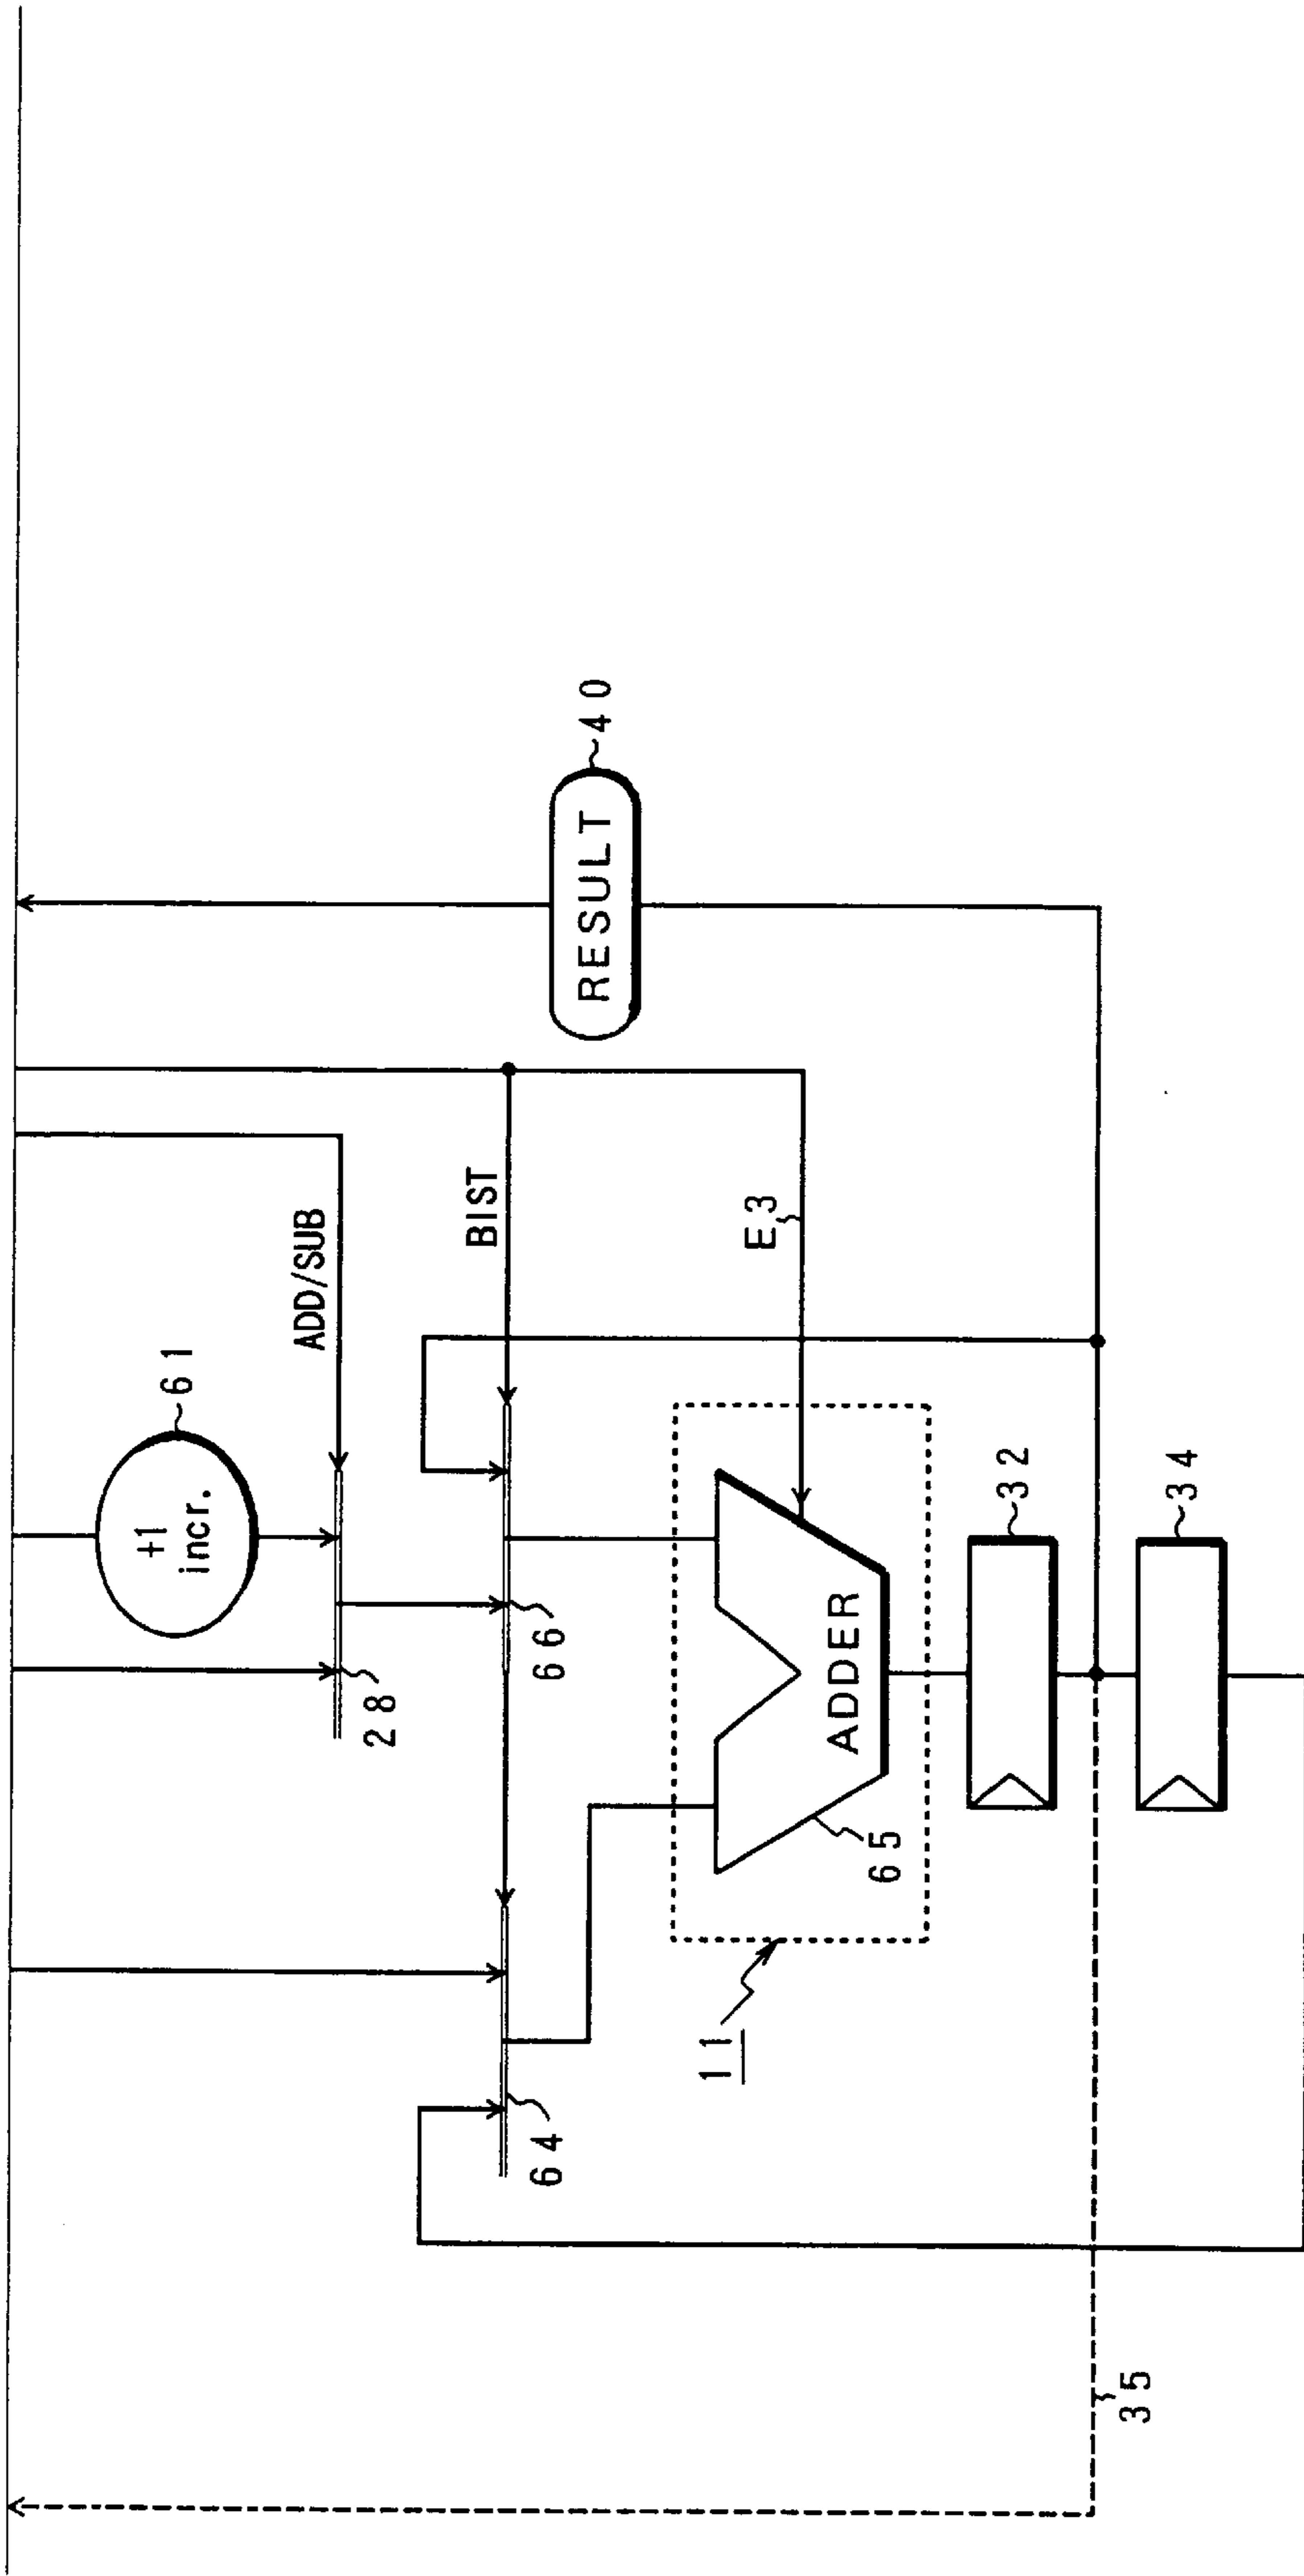 +1
incr.
61
ADD/SUB
28
BIST
66
64
RESULT
40
E3
ADDER
65
11
32
34
35